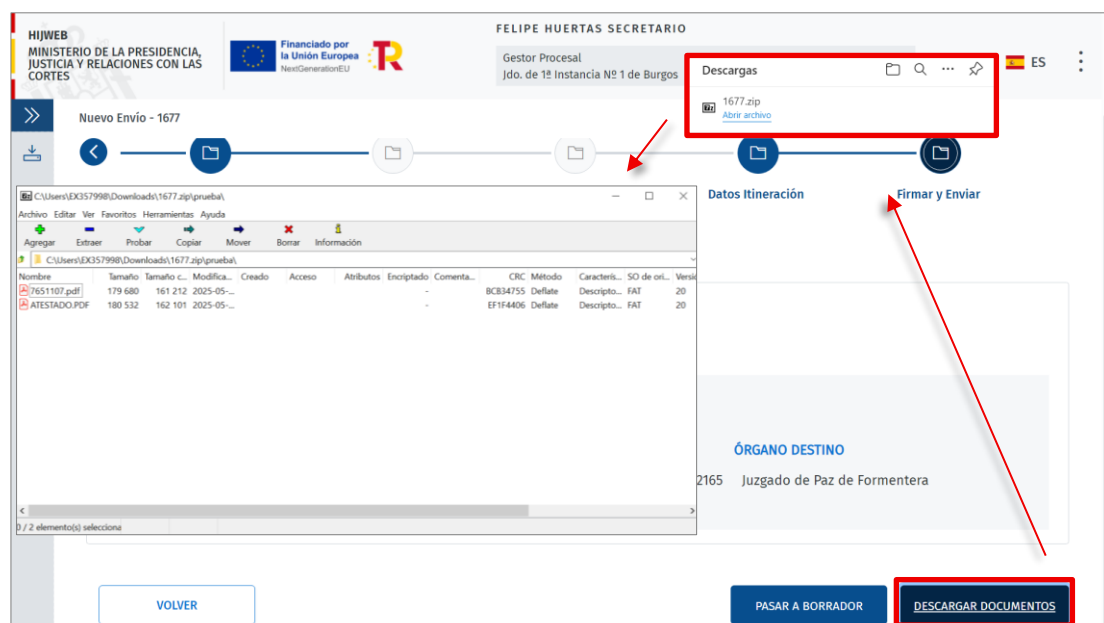 HIJWEB
MINISTERIO DE LA PRESIDENCIA,
JUSTICIA Y RELACIONES CON LAS
CORTES
Financiado por
la Unión Europea
NextGenerationEU
FELIPE HUERTAS SECRETARIO
Gestor Procesal
Jdo. de 1ª Instancia Nº 1 de Burgos
Descargas
1677.zip
Abrir archivo
ES
Nuevo Envío - 1677
Datos Itineración
Firmar y Enviar
C:\Users\EX357998\Downloads\1677.zip\prueba\
Archivo Editar Ver Favoritos Herramientas Ayuda
Agregar Extraer Probar Copiar Mover Borrar Información
C:\Users\EX357998\Downloads\1677.zip\prueba\
Nombre Tamaño Tamaño c... Modifica... Creado Acceso Atributos Encriptado Comenta... CRC Método Caracterís... SO de ori... Versió
7651107.pdf 179 680 161 212 2025-05-... - BCB34755 Deflate Descripto... FAT 20
ATESTADO.PDF 180 532 162 101 2025-05-... - EF1F4406 Deflate Descripto... FAT 20
0 / 2 elemento(s) selecciona
ÓRGANO DESTINO
2165 Juzgado de Paz de Formentera
VOLVER
PASAR A BORRADOR
DESCARGAR DOCUMENTOS